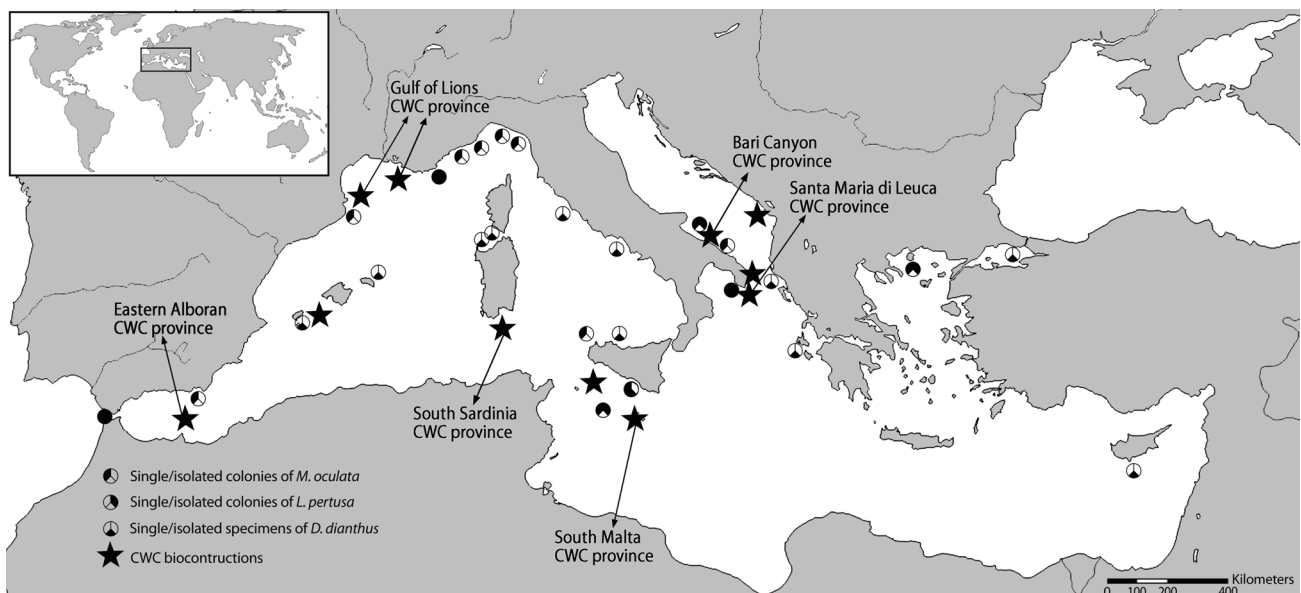 Gulf of Lions
CWC province
Bari Canyon
CWC province
Santa Maria di Leuca
CWC province
Eastern Alboran
CWC province
South Sardinia
CWC province
South Malta
CWC province
Single/isolated colonies of M. oculata
Single/isolated colonies of L. pertusa
Single/isolated specimens of D. dianthus
CWC biocontructions
Kilometers
0 100 200 400